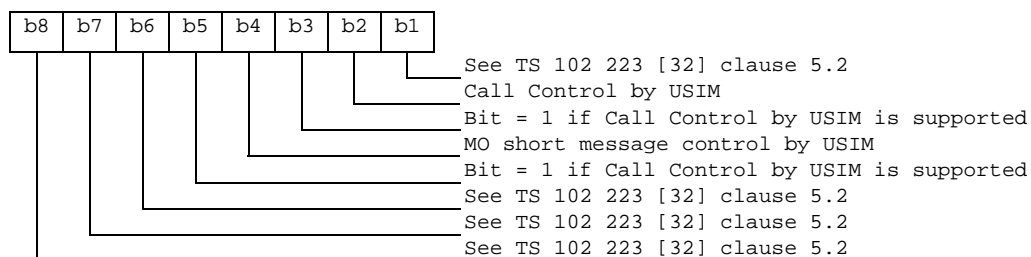 b8 b7 b6 b5 b4 b3 b2 b1
See TS 102 223 [32] clause 5.2
Call Control by USIM
Bit = 1 if Call Control by USIM is supported
MO short message control by USIM
Bit = 1 if Call Control by USIM is supported
See TS 102 223 [32] clause 5.2
See TS 102 223 [32] clause 5.2
See TS 102 223 [32] clause 5.2